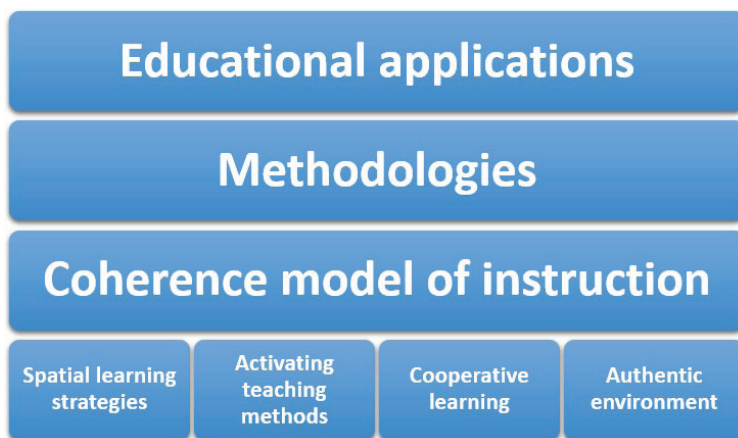 Educational applications
Methodologies
Coherence model of instruction
Spatial learning
strategies
Activating
teaching
methods
Cooperative
learning
Authentic
environment